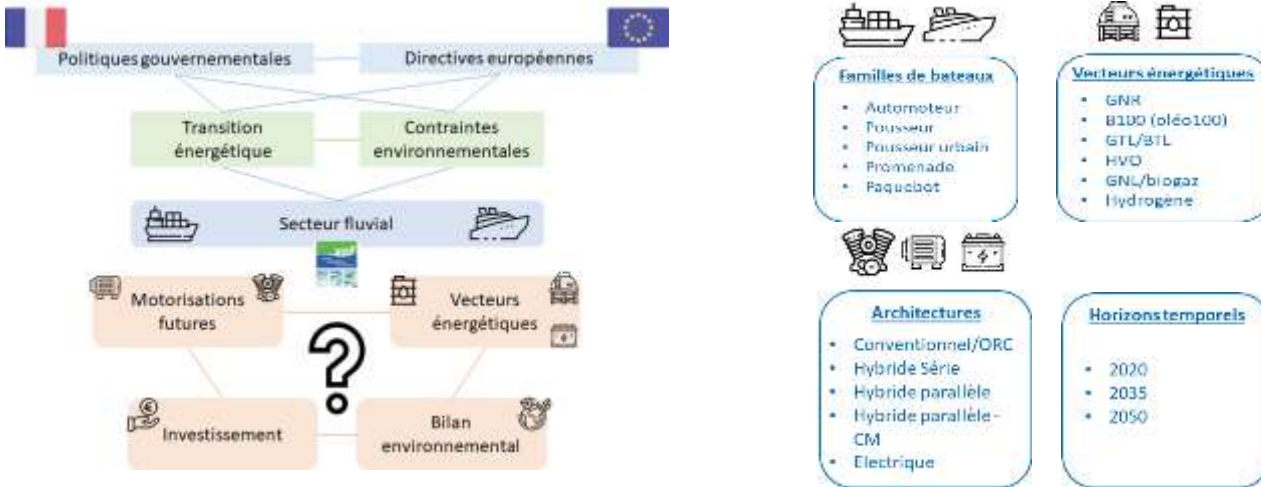 Politiques gouvernementales
Directives européennes
Transition
énergétique
Contraintes
environnementales
Secteur fluvial
Motorisations
futures
Vecteurs
énergétiques
?
Investissement
Bilan
environnemental
Familles de bateaux
• Automoteur
• Pousseur
• Pousseur urbain
• Promenade
• Paquebot
Vecteurs énergétiques
• GNR
• B100 (oléo100)
• GTL/BTL
• HVO
• GNL/biogaz
• Hydrogène
Architectures
• Conventionnel/ORC
• Hybride Série
• Hybride parallèle
• Hybride parallèle-
CM
• Electrique
Horizons temporels
• 2020
• 2035
• 2050